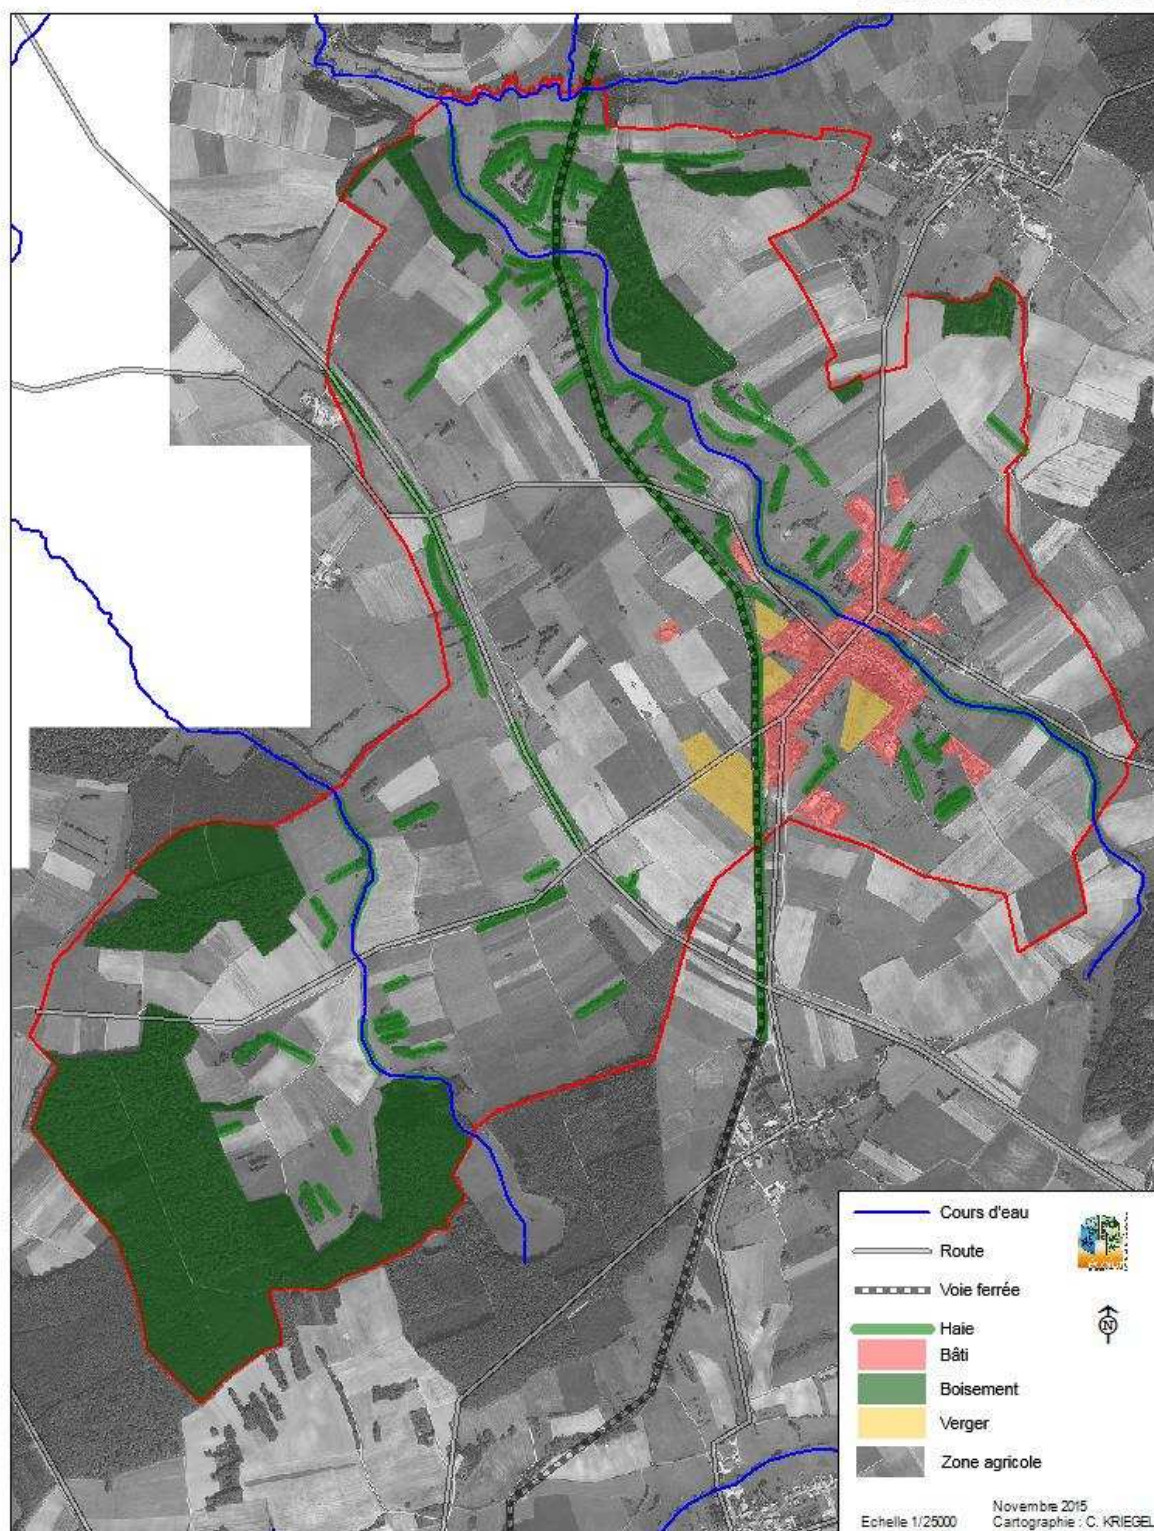 Cours d'eau
Route
Voie ferrée
Haie
Bâti
Boisement
Verger
Zone agricole
N
Novembre 2015
Echelle 1/25000 Cartographie : C. KRIEGEL